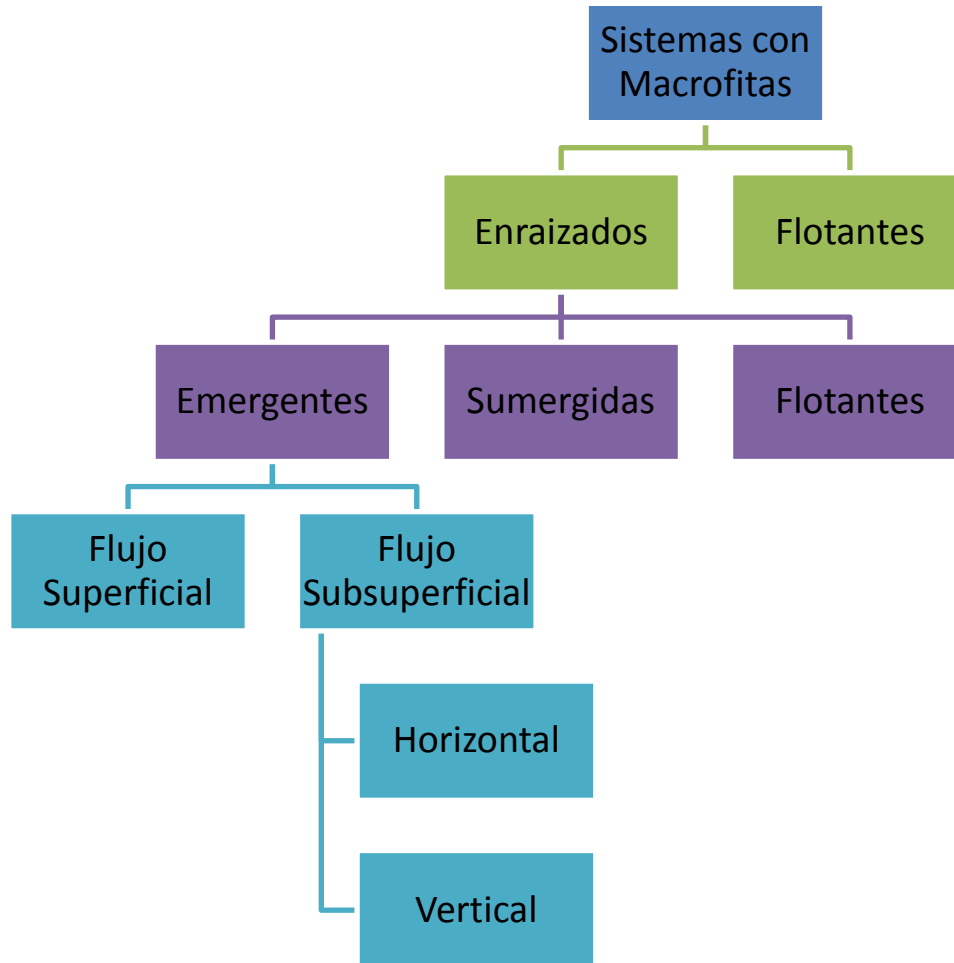 Sistemas con
Macrofitas
Enraizados
Flotantes
Emergentes
Sumergidas
Flotantes
Flujo
Superficial
Flujo
Subsuperficial
Horizontal
Vertical